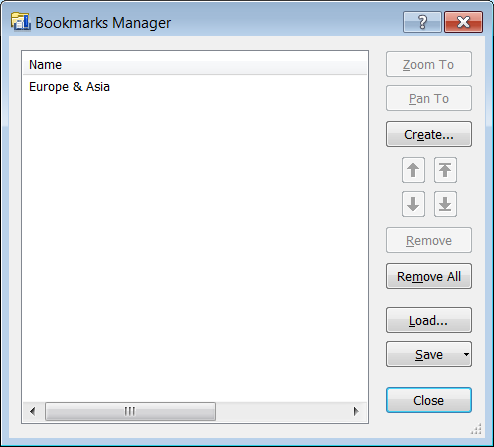 Bookmarks Manager
?
Name
Europe & Asia
Zoom To
Pan To
Create...
Remove
Remove All
Load...
Save
Close